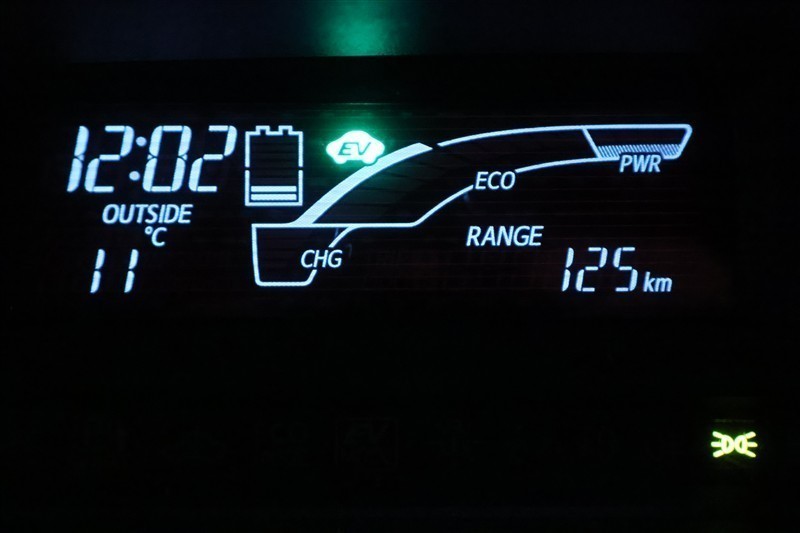 12:02
EV
PWR
ECO
OUTSIDE
°C
RANGE
CHG
11
125 km